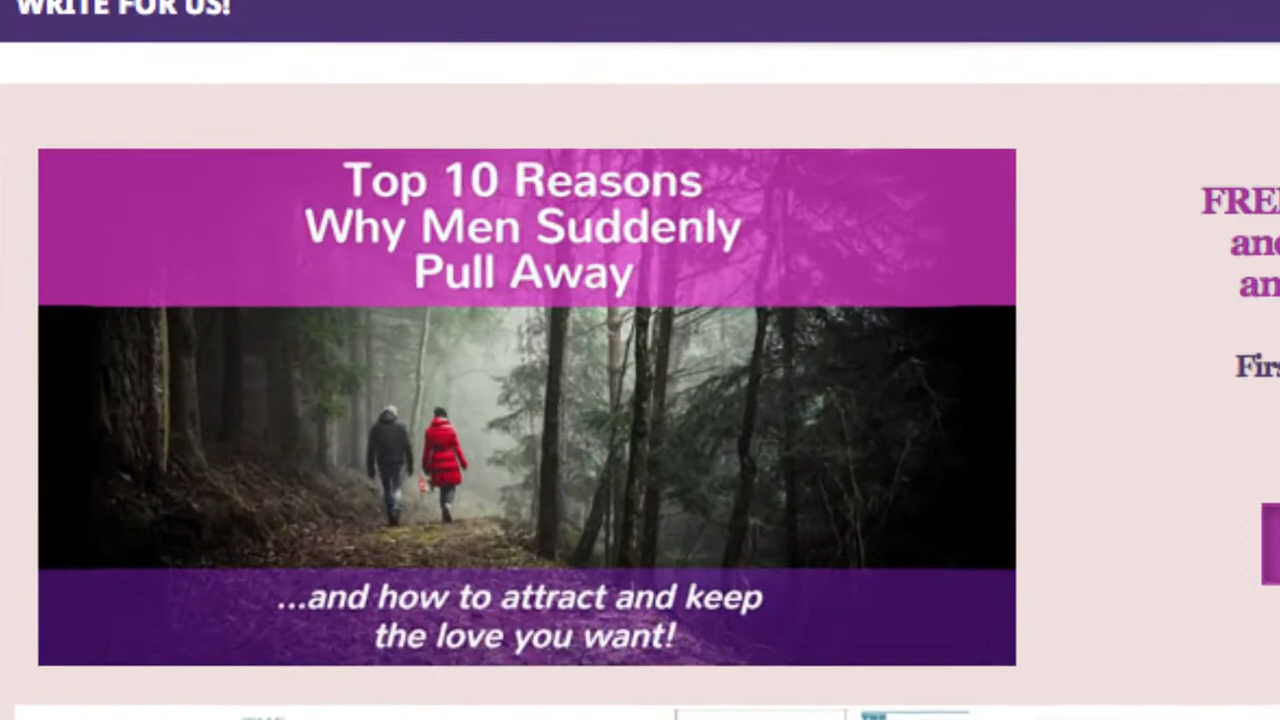 WRITE FOR US!
Top 10 Reasons
Why Men Suddenly
Pull Away
...and how to attract and keep
the love you want!